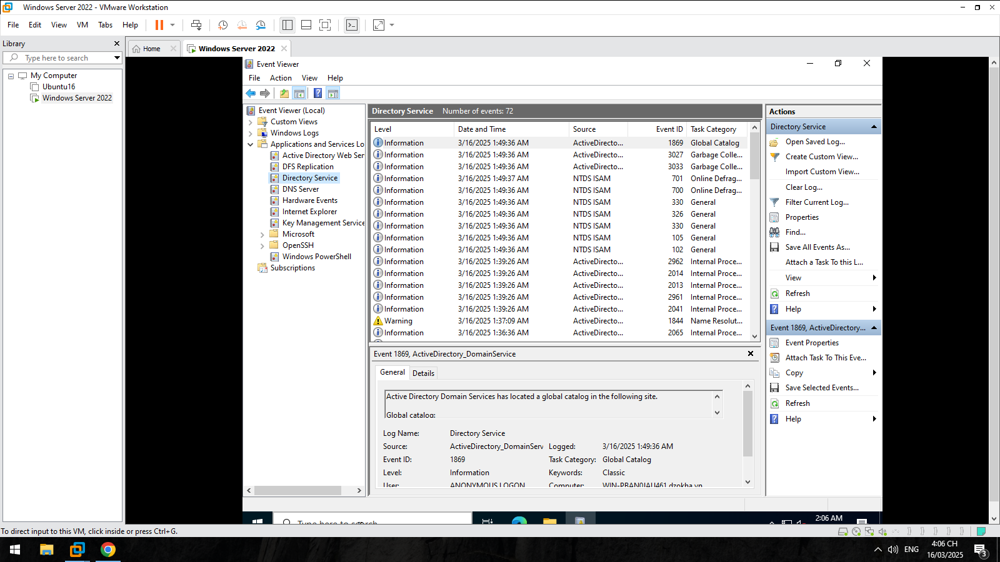 Windows Server 2022 - VMware Workstation
File Edit View VM Tabs Help
Library
Type here to search
My Computer
Ubuntu16
Windows Server 2022
Home
Windows Server 2022
Event Viewer
File Action View Help
Event Viewer (Local)
Custom Views
Windows Logs
Applications and Services Lo
Active Directory Web Ser
DFS Replication
Directory Service
DNS Server
Hardware Events
Internet Explorer
Key Management Service
Microsoft
OpenSSH
Windows PowerShell
Subscriptions
Directory Service Number of events: 72
Level Date and Time Source Event ID Task Category
Information 3/16/2025 1:49:36 AM ActiveDirecto... 1869 Global Catalog
Information 3/16/2025 1:49:36 AM ActiveDirecto... 3027 Garbage Colle...
Information 3/16/2025 1:49:36 AM ActiveDirecto... 3033 Garbage Colle...
Information 3/16/2025 1:49:37 AM NTDS ISAM 701 Online Defrag...
Information 3/16/2025 1:49:36 AM NTDS ISAM 700 Online Defrag...
Information 3/16/2025 1:49:36 AM NTDS ISAM 330 General
Information 3/16/2025 1:49:36 AM NTDS ISAM 326 General
Information 3/16/2025 1:49:36 AM NTDS ISAM 330 General
Information 3/16/2025 1:49:36 AM NTDS ISAM 105 General
Information 3/16/2025 1:49:36 AM NTDS ISAM 102 General
Information 3/16/2025 1:39:26 AM ActiveDirecto... 2962 Internal Proce...
Information 3/16/2025 1:39:26 AM ActiveDirecto... 2014 Internal Proce...
Information 3/16/2025 1:39:26 AM ActiveDirecto... 2013 Internal Proce...
Information 3/16/2025 1:39:26 AM ActiveDirecto... 2961 Internal Proce...
Information 3/16/2025 1:39:26 AM ActiveDirecto... 2041 Internal Proce...
Warning 3/16/2025 1:37:09 AM ActiveDirecto... 1844 Name Resolut...
Information 3/16/2025 1:36:36 AM ActiveDirecto... 2065 Internal Proce...
Event 1869, ActiveDirectory_DomainService
General Details
Active Directory Domain Services has located a global catalog in the following site.
Global catalog:
Log Name: Directory Service
Source: ActiveDirectory_DomainServ Logged: 3/16/2025 1:49:36 AM
Event ID: 1869 Task Category: Global Catalog
Level: Information Keywords: Classic
User: ANONYMOUS LOGON Computer: WIN-PBAN0JAU461.dzokha.vn
Actions
Directory Service
Open Saved Log...
Create Custom View...
Import Custom View...
Clear Log...
Filter Current Log...
Properties
Find...
Save All Events As...
Attach a Task To this L...
View
Refresh
Help
Event 1869, ActiveDirectory...
Event Properties
Attach Task To This Eve...
Copy
Save Selected Events...
Refresh
Help
Type here to search
2:06 AM
To direct input to this VM, click inside or press Ctrl+G.
ENG
4:06 CH
16/03/2025
3